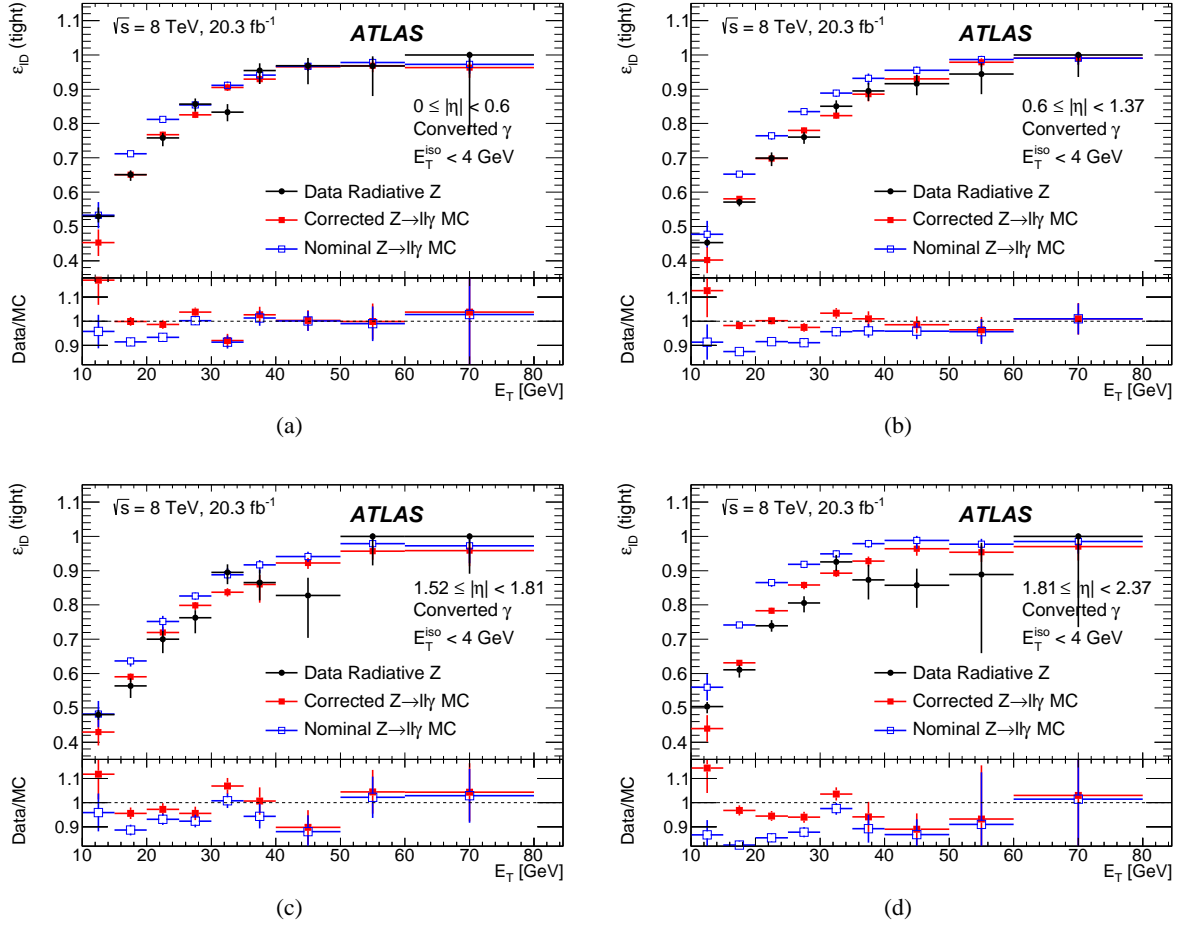 √s = 8 TeV, 20.3 fb⁻¹
ATLAS
ε_ID (tight)
1.1
1
0.9
0.8
0.7
0.6
0.5
0.4
0 ≤ |η| < 0.6
Converted γ
E_T^iso < 4 GeV
Data Radiative Z
Corrected Z→llγ MC
Nominal Z→llγ MC
Data/MC
1.1
1
0.9
10 20 30 40 50 60 70 80
E_T [GeV]
(a)
√s = 8 TeV, 20.3 fb⁻¹
ATLAS
ε_ID (tight)
1.1
1
0.9
0.8
0.7
0.6
0.5
0.4
0.6 ≤ |η| < 1.37
Converted γ
E_T^iso < 4 GeV
Data Radiative Z
Corrected Z→llγ MC
Nominal Z→llγ MC
Data/MC
1.1
1
0.9
10 20 30 40 50 60 70 80
E_T [GeV]
(b)
√s = 8 TeV, 20.3 fb⁻¹
ATLAS
ε_ID (tight)
1.1
1
0.9
0.8
0.7
0.6
0.5
0.4
1.52 ≤ |η| < 1.81
Converted γ
E_T^iso < 4 GeV
Data Radiative Z
Corrected Z→llγ MC
Nominal Z→llγ MC
Data/MC
1.1
1
0.9
10 20 30 40 50 60 70 80
E_T [GeV]
(c)
√s = 8 TeV, 20.3 fb⁻¹
ATLAS
ε_ID (tight)
1.1
1
0.9
0.8
0.7
0.6
0.5
0.4
1.81 ≤ |η| < 2.37
Converted γ
E_T^iso < 4 GeV
Data Radiative Z
Corrected Z→llγ MC
Nominal Z→llγ MC
Data/MC
1.1
1
0.9
10 20 30 40 50 60 70 80
E_T [GeV]
(d)